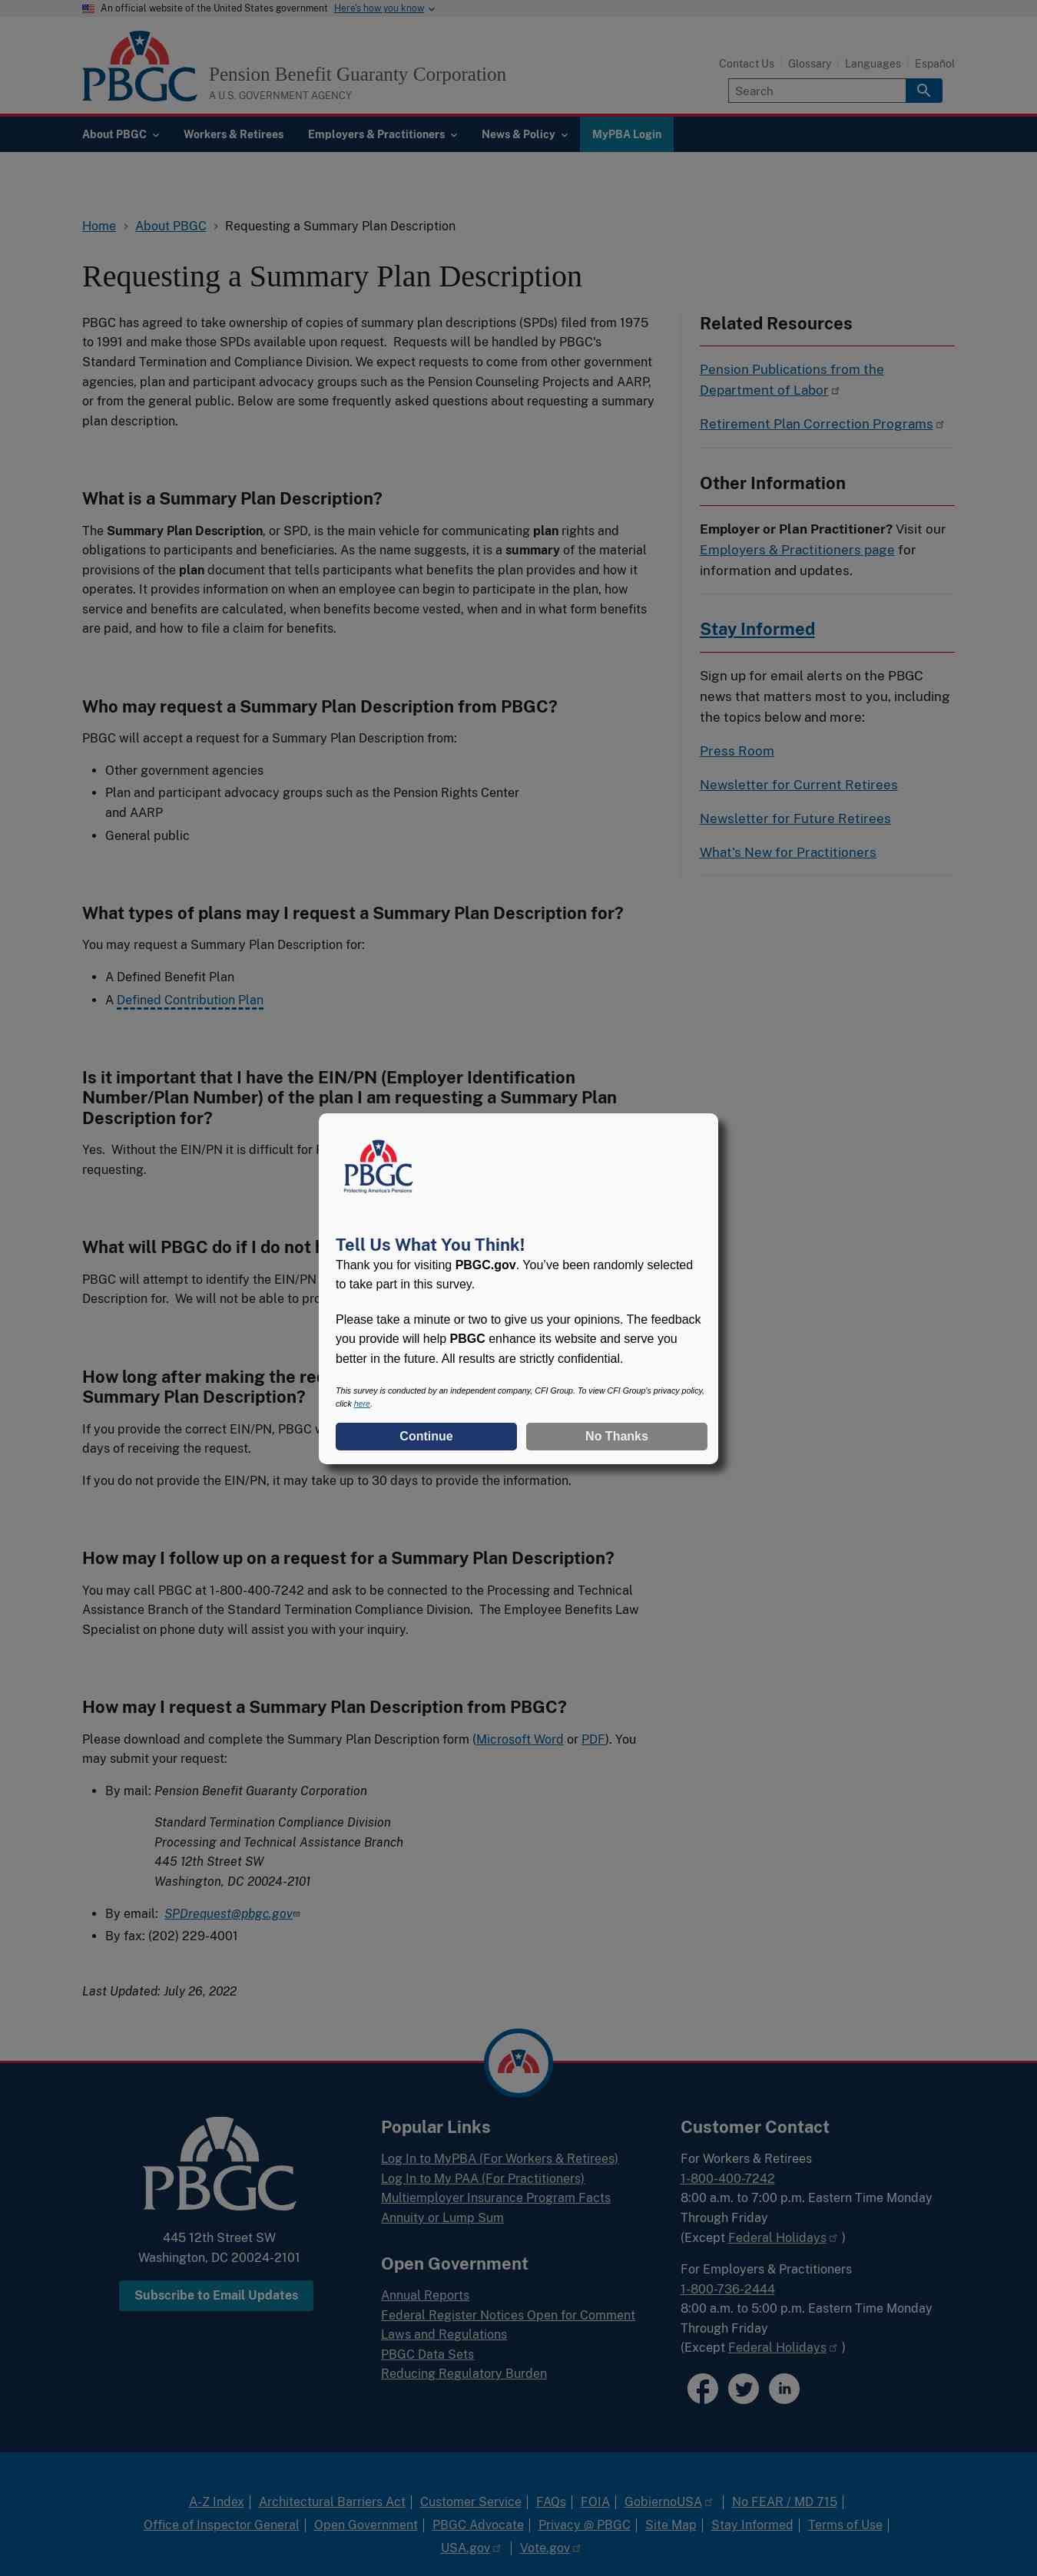 An official website of the United States government Here's how you know
PBGC
Pension Benefit Guaranty Corporation
A U.S. GOVERNMENT AGENCY
Contact Us Glossary Languages Español
Search
About PBGC Workers & Retirees Employers & Practitioners News & Policy MyPBA Login
Home > About PBGC > Requesting a Summary Plan Description
Requesting a Summary Plan Description
PBGC has agreed to take ownership of copies of summary plan descriptions (SPDs) filed from 1975
to 1991 and make those SPDs available upon request. Requests will be handled by PBGC's
Standard Termination and Compliance Division. We expect requests to come from other government
agencies, plan and participant advocacy groups such as the Pension Counseling Projects and AARP,
or from the general public. Below are some frequently asked questions about requesting a summary
plan description.
What is a Summary Plan Description?
The Summary Plan Description, or SPD, is the main vehicle for communicating plan rights and
obligations to participants and beneficiaries. As the name suggests, it is a summary of the material
provisions of the plan document that tells participants what benefits the plan provides and how it
operates. It provides information on when an employee can begin to participate in the plan, how
service and benefits are calculated, when benefits become vested, when and in what form benefits
are paid, and how to file a claim for benefits.
Who may request a Summary Plan Description from PBGC?
PBGC will accept a request for a Summary Plan Description from:
• Other government agencies
• Plan and participant advocacy groups such as the Pension Rights Center
and AARP
• General public
What types of plans may I request a Summary Plan Description for?
You may request a Summary Plan Description for:
• A Defined Benefit Plan
• A Defined Contribution Plan
Is it important that I have the EIN/PN (Employer Identification
Number/Plan Number) of the plan I am requesting a Summary Plan
Description for?
Yes. Without the EIN/PN it is difficult for
requesting.
What will PBGC do if I do not
PBGC will attempt to identify the EIN/PN
Description for. We will not be able to
How long after making the
Summary Plan Description?
If you provide the correct EIN/PN, PBGC
days of receiving the request.
If you do not provide the EIN/PN, it may take up to 30 days to provide the information.
How may I follow up on a request for a Summary Plan Description?
You may call PBGC at 1-800-400-7242 and ask to be connected to the Processing and Technical
Assistance Branch of the Standard Termination Compliance Division. The Employee Benefits Law
Specialist on phone duty will assist you with your inquiry.
How may I request a Summary Plan Description from PBGC?
Please download and complete the Summary Plan Description form (Microsoft Word or PDF). You
may submit your request:
• By mail: Pension Benefit Guaranty Corporation
Standard Termination Compliance Division
Processing and Technical Assistance Branch
445 12th Street SW
Washington, DC 20024-2101
• By email: SPDrequest@pbgc.gov
• By fax: (202) 229-4001
Last Updated: July 26, 2022
Related Resources
Pension Publications from the
Department of Labor
Retirement Plan Correction Programs
Other Information
Employer or Plan Practitioner? Visit our
Employers & Practitioners page for
information and updates.
Stay Informed
Sign up for email alerts on the PBGC
news that matters most to you, including
the topics below and more:
Press Room
Newsletter for Current Retirees
Newsletter for Future Retirees
What's New for Practitioners
PBGC
Protecting America's Pensions
Tell Us What You Think!
Thank you for visiting PBGC.gov. You've been randomly selected
to take part in this survey.
Please take a minute or two to give us your opinions. The feedback
you provide will help PBGC enhance its website and serve you
better in the future. All results are strictly confidential.
This survey is conducted by an independent company, CFI Group. To view CFI Group's privacy policy,
click here.
Continue No Thanks
PBGC
445 12th Street SW
Washington, DC 20024-2101
Subscribe to Email Updates
Popular Links
Log In to MyPBA (For Workers & Retirees)
Log In to My PAA (For Practitioners)
Multiemployer Insurance Program Facts
Annuity or Lump Sum
Open Government
Annual Reports
Federal Register Notices Open for Comment
Laws and Regulations
PBGC Data Sets
Reducing Regulatory Burden
Customer Contact
For Workers & Retirees
1-800-400-7242
8:00 a.m. to 7:00 p.m. Eastern Time Monday
Through Friday
(Except Federal Holidays )
For Employers & Practitioners
1-800-736-2444
8:00 a.m. to 5:00 p.m. Eastern Time Monday
Through Friday
(Except Federal Holidays )
in
A-Z Index | Architectural Barriers Act | Customer Service | FAQs | FOIA | GobiernoUSA | No FEAR / MD 715 |
Office of Inspector General | Open Government | PBGC Advocate | Privacy @ PBGC | Site Map | Stay Informed | Terms of Use |
USA.gov | Vote.gov